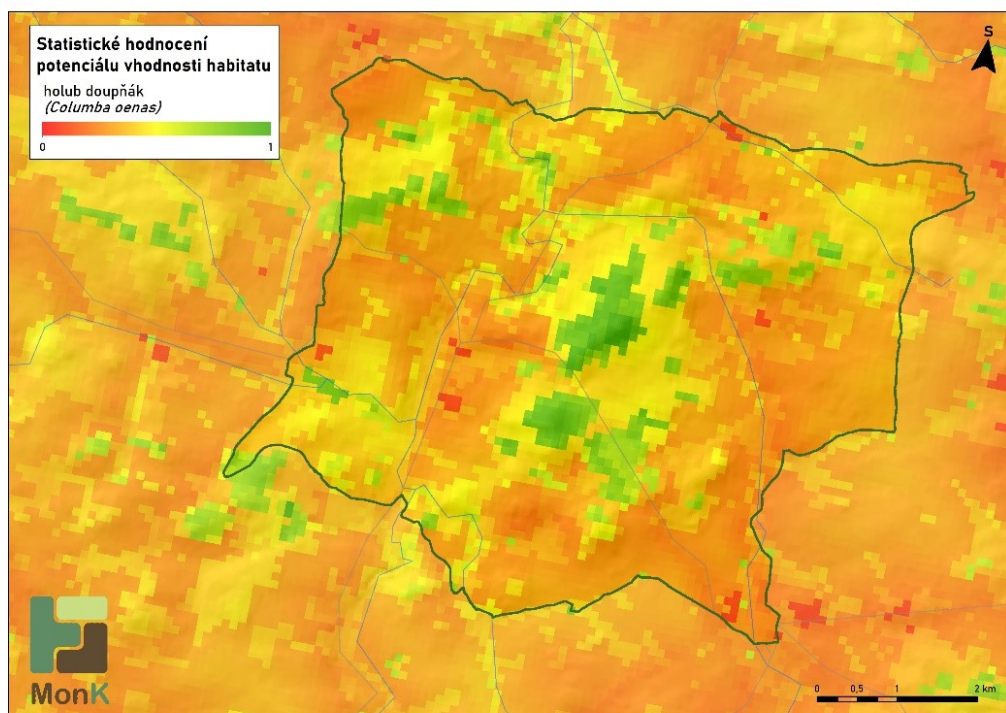 Statistické hodnocení
potenciálu vhodnosti habitatu
holub doupňák
(Columba oenas)
0 1
S
MonK
0 0,5 1 2 km